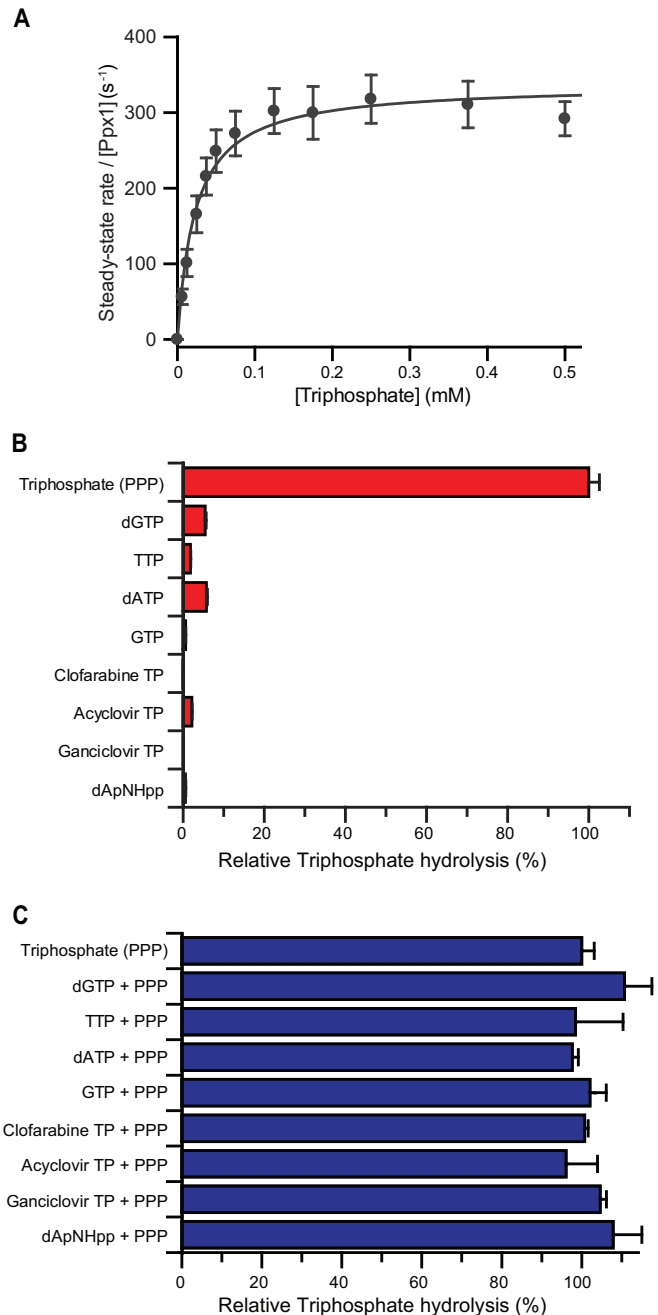 A
Steady-state rate / [Ppx1] (s⁻¹)
400
300
200
100
0
0
0.1
0.2
0.3
0.4
0.5
[Triphosphate] (mM)
B
Triphosphate (PPP)
dGTP
TTP
dATP
GTP
Clofarabine TP
Acyclovir TP
Ganciclovir TP
dApNHpp
0
20
40
60
80
100
Relative Triphosphate hydrolysis (%)
C
Triphosphate (PPP)
dGTP + PPP
TTP + PPP
dATP + PPP
GTP + PPP
Clofarabine TP + PPP
Acyclovir TP + PPP
Ganciclovir TP + PPP
dApNHpp + PPP
0
20
40
60
80
100
Relative Triphosphate hydrolysis (%)